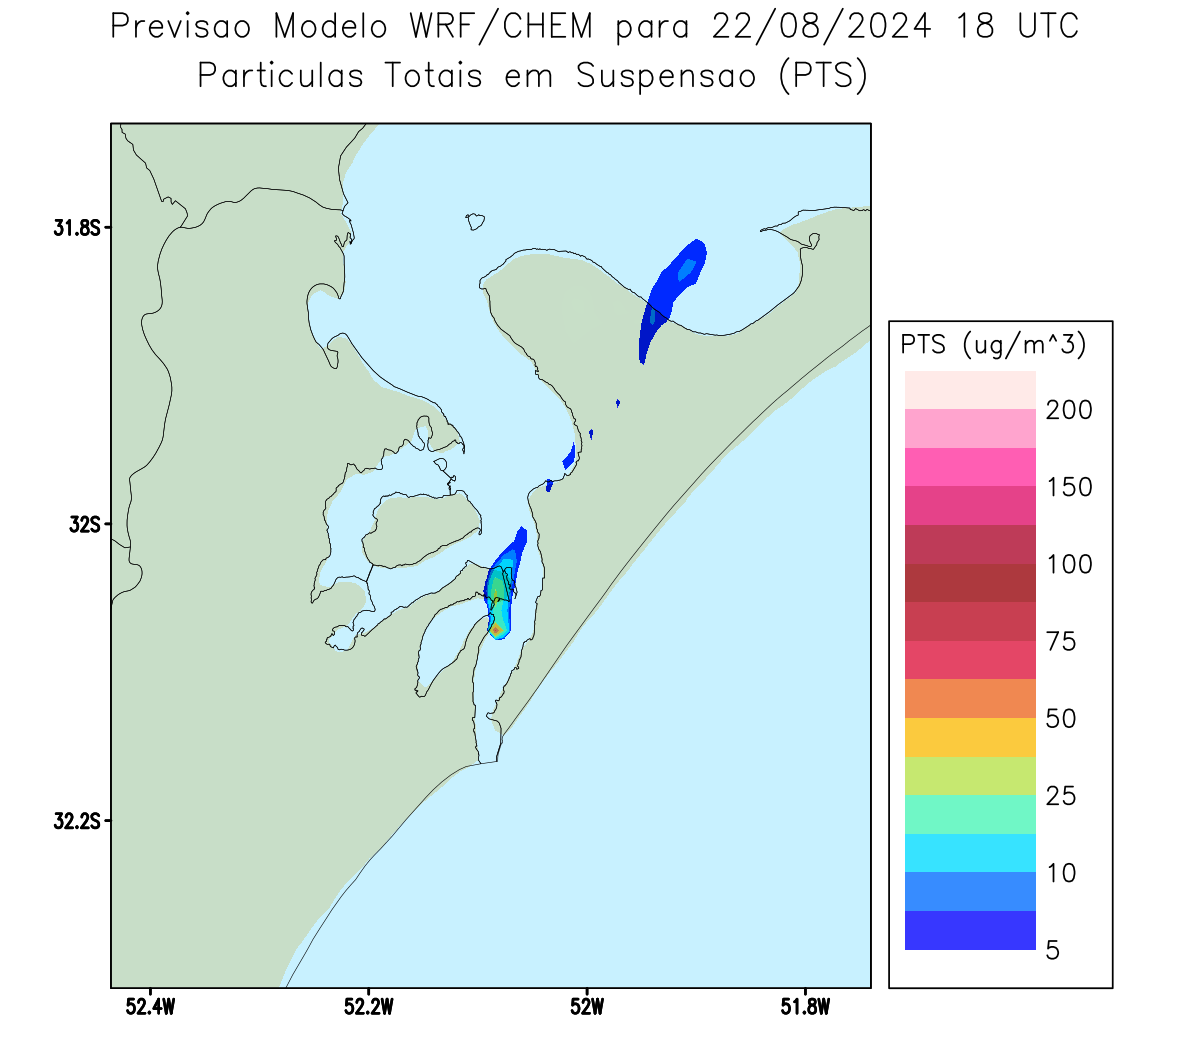 Previsao Modelo WRF/CHEM para 22/08/2024 18 UTC
Particulas Totais em Suspensao (PTS)
31.8S
32S
32.2S
52.4W
52.2W
52W
51.8W
PTS (ug/m^3)
200
150
100
75
50
25
10
5